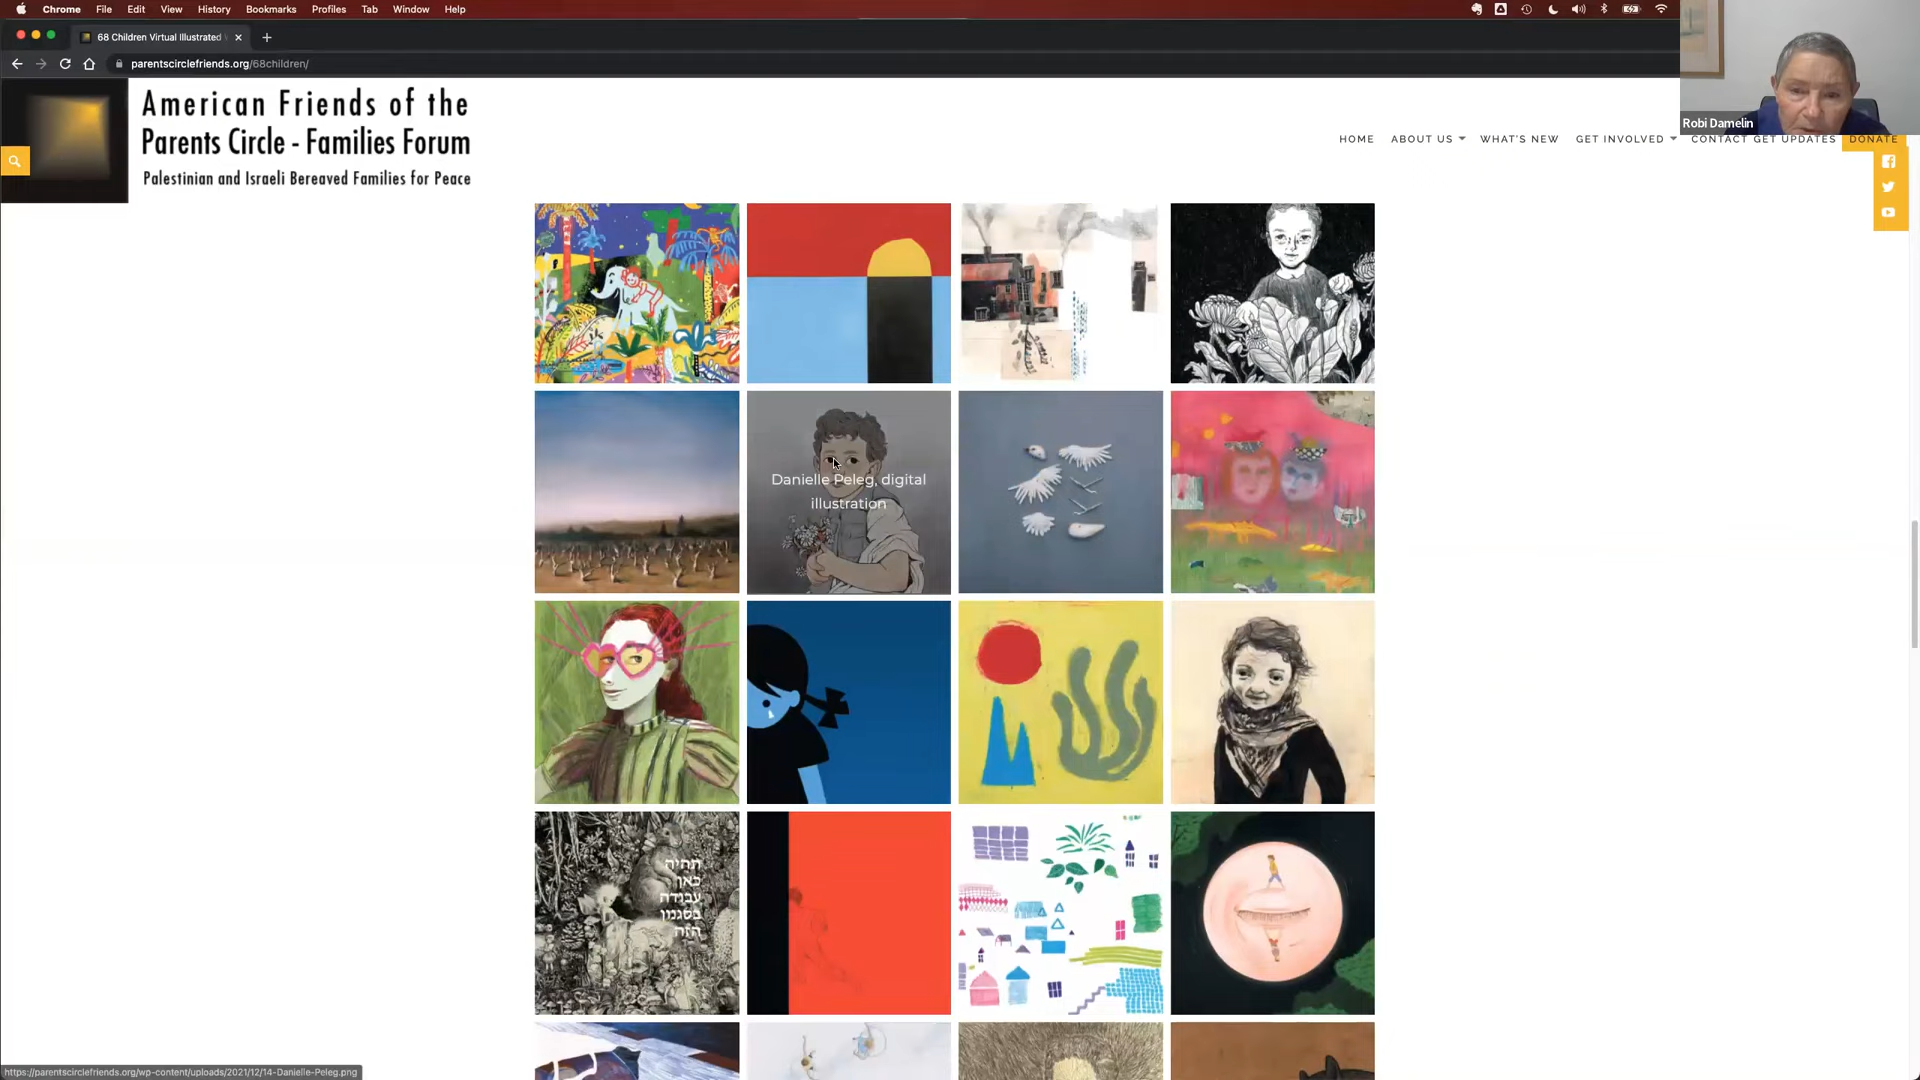 Chrome File Edit View History Bookmarks Profiles Tab Window Help
68 Children Virtual Illustrated
parentscirclefriends.org/68children/
American Friends of the
Parents Circle - Families Forum
Palestinian and Israeli Bereaved Families for Peace
Robi Damelin
HOME ABOUT US WHAT'S NEW GET INVOLVED CONTACT GET UPDATES DONATE
Danielle Peleg, digital
illustration
תהיה
כאן
עבודה
בסגנון
הזה
https://parentscirclefriends.org/wp-content/uploads/2021/12/14-Danielle-Peleg.png